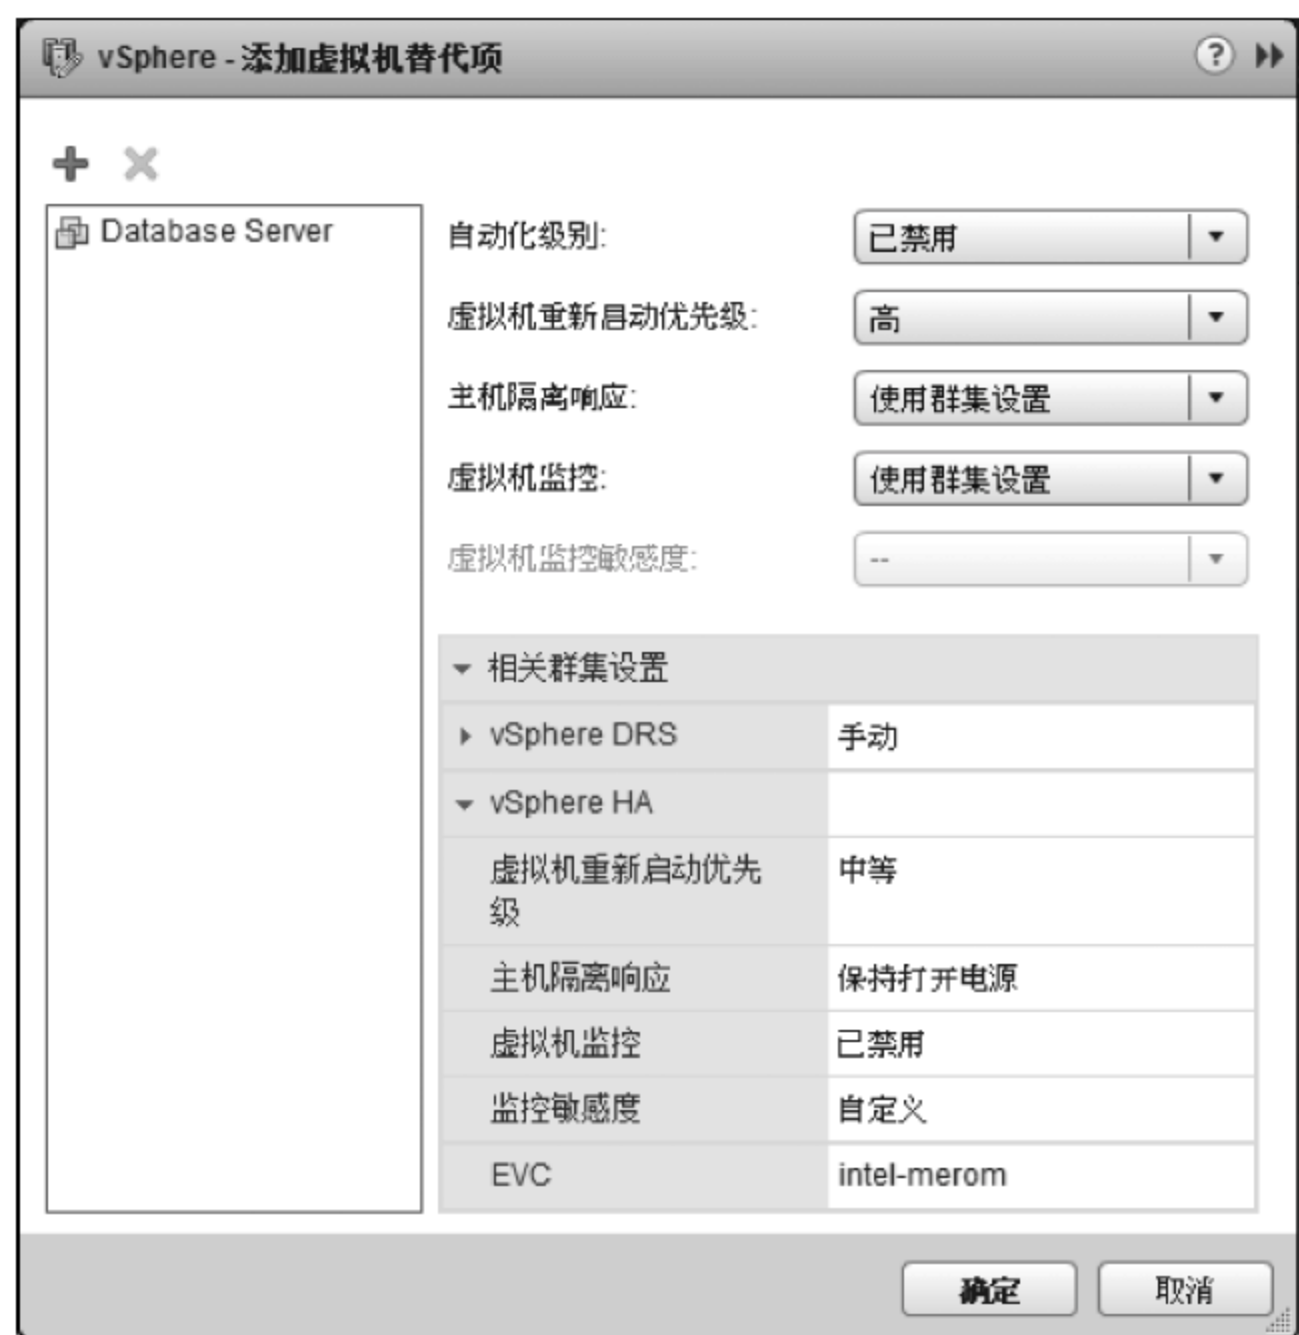 vSphere - 添加虚拟机替代项
Database Server
自动化级别: 已禁用
虚拟机重新启动优先级: 高
主机隔离响应: 使用群集设置
虚拟机监控: 使用群集设置
虚拟机监控敏感度: --
相关群集设置
vSphere DRS 手动
vSphere HA
虚拟机重新启动优先 中等
级
主机隔离响应 保持打开电源
虚拟机监控 已禁用
监控敏感度 自定义
EVC intel-merom
确定 取消